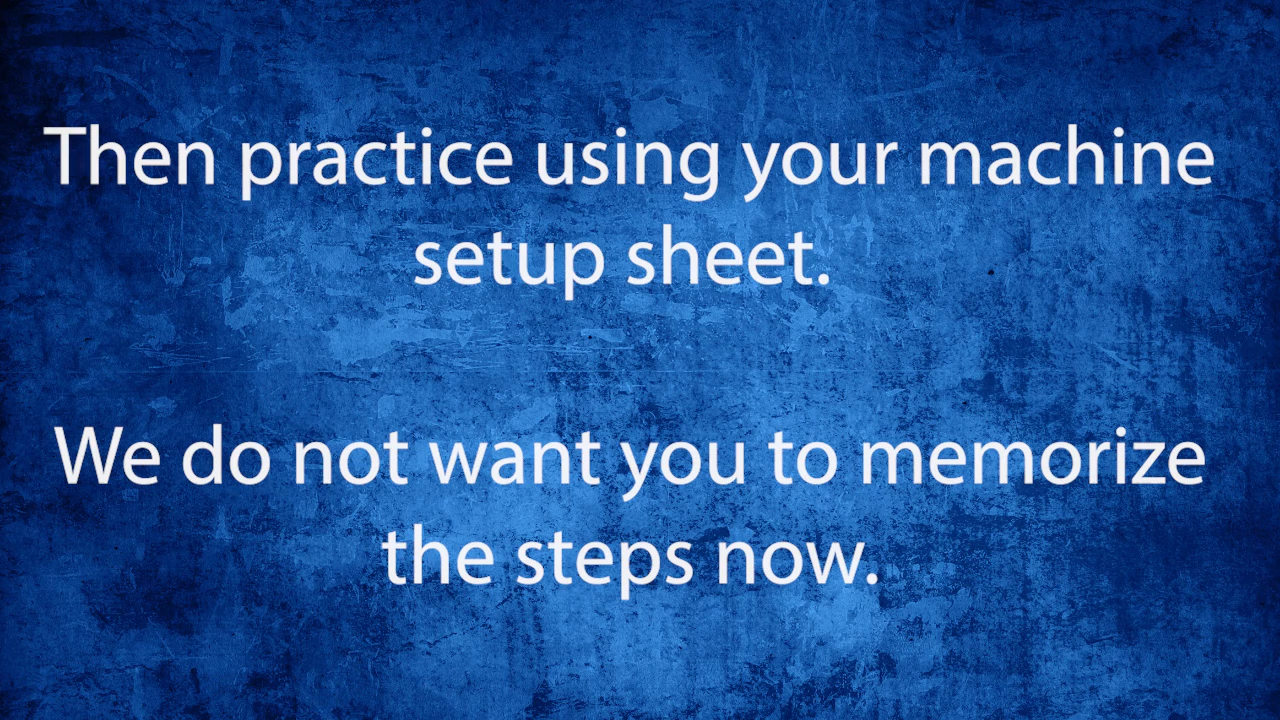 Then practice using your machine
setup sheet.
We do not want you to memorize
the steps now.